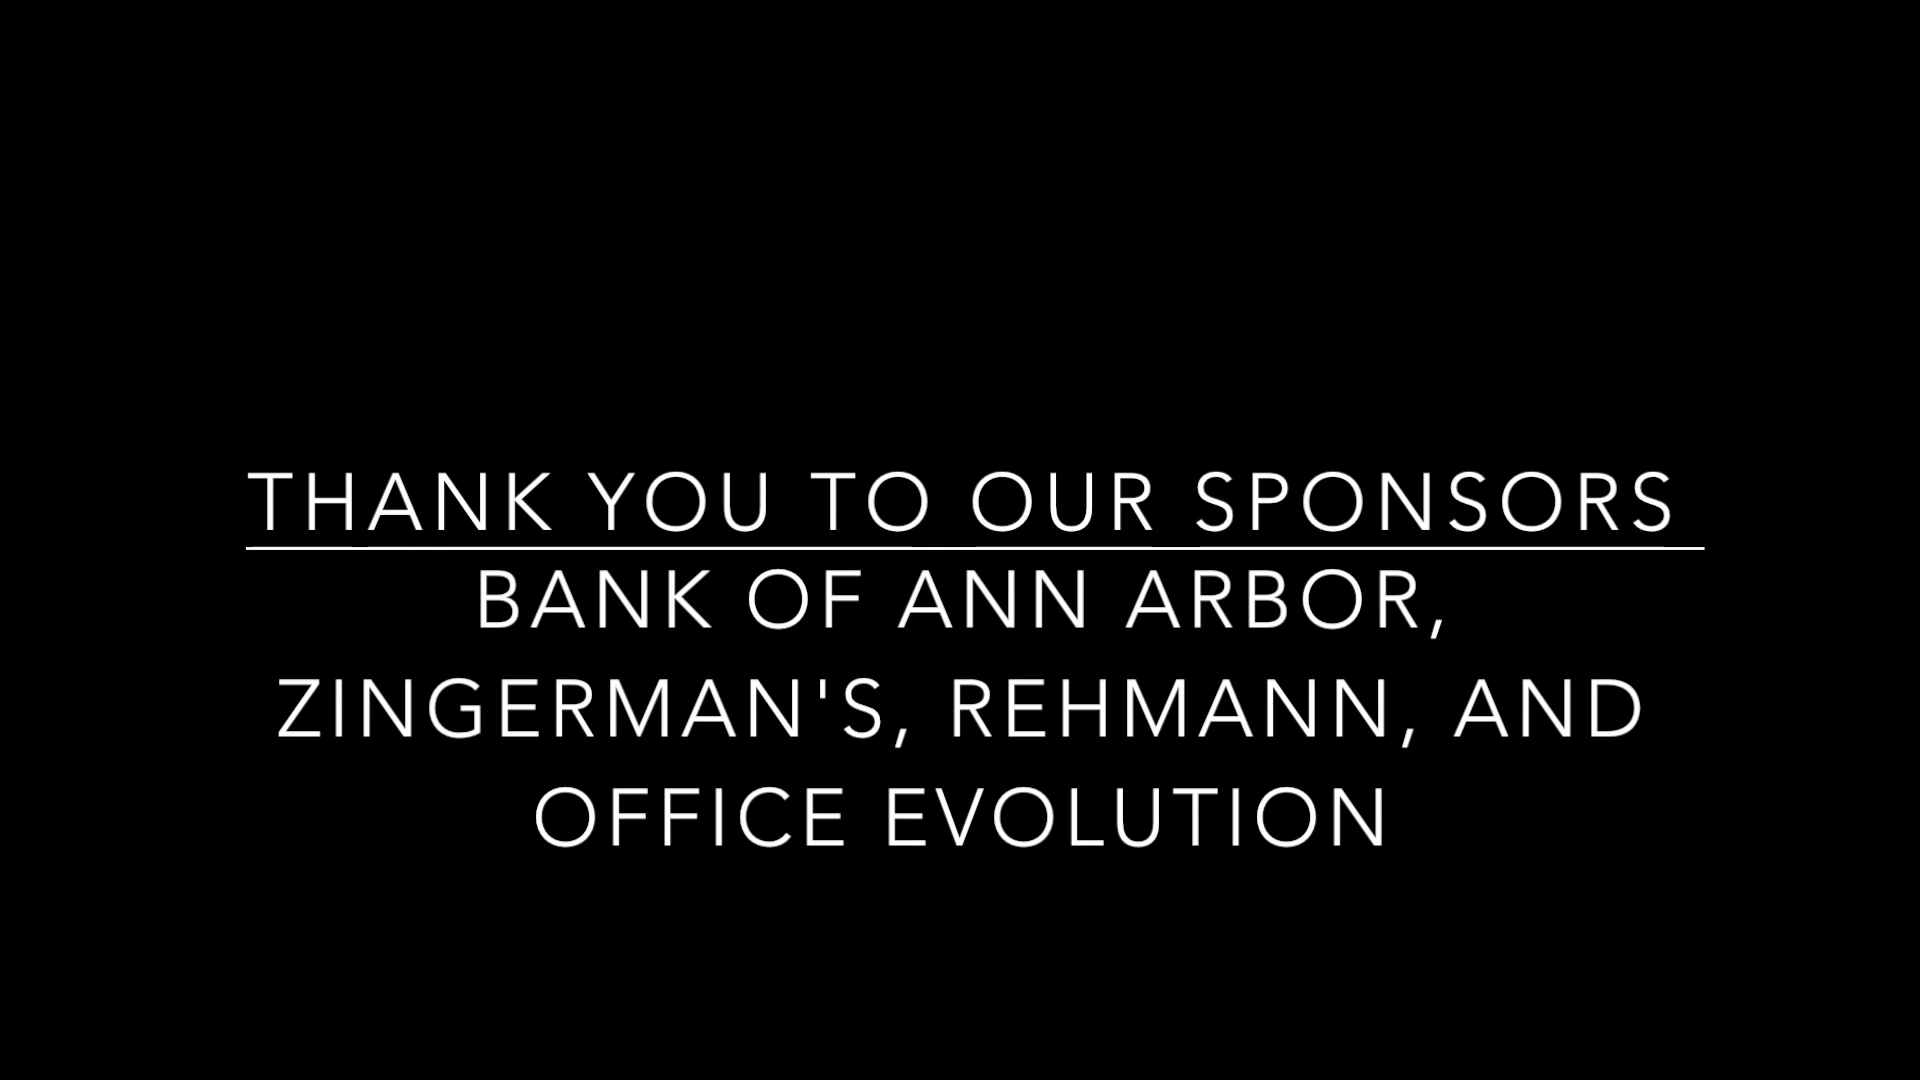 THANK YOU TO OUR SPONSORS
BANK OF ANN ARBOR,
ZINGERMAN'S, REHMANN, AND
OFFICE EVOLUTION